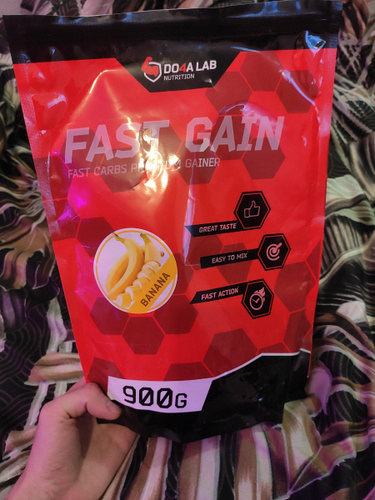 DO4A LAB
NUTRITION
FAST GAIN
FAST CARBS
GAINER
GREAT TASTE
EASY TO MIX
FAST ACTION
BANANA
900G